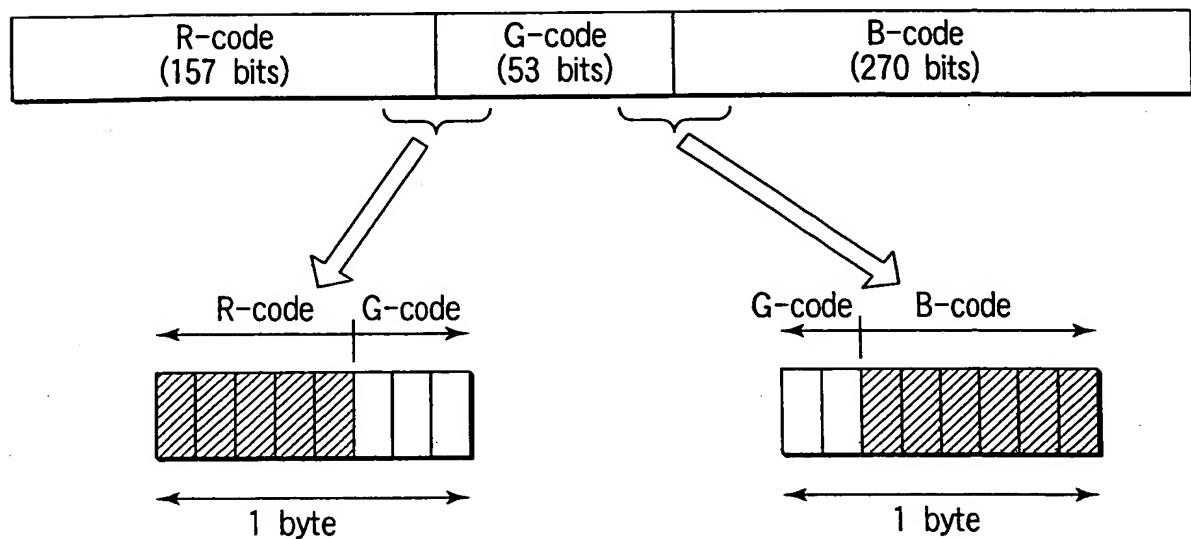 R-code
(157 bits)
G-code
(53 bits)
B-code
(270 bits)
R-code
G-code
G-code
B-code
1 byte
1 byte